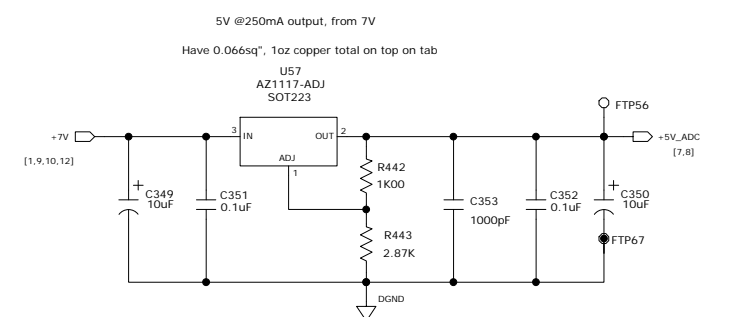 5V @250mA output, from 7V
Have 0.066sq", 1oz copper total on top on tab
U57
AZ1117-ADJ
SOT223
FTP56
+7V
3
IN
OUT
2
+5V_ADC
[1,9,10,12]
[7,8]
ADJ
1
R442
1K00
+
C349
10uF
C351
0.1uF
C353
1000pF
C352
0.1uF
+
C350
10uF
R443
2.87K
FTP67
DGND